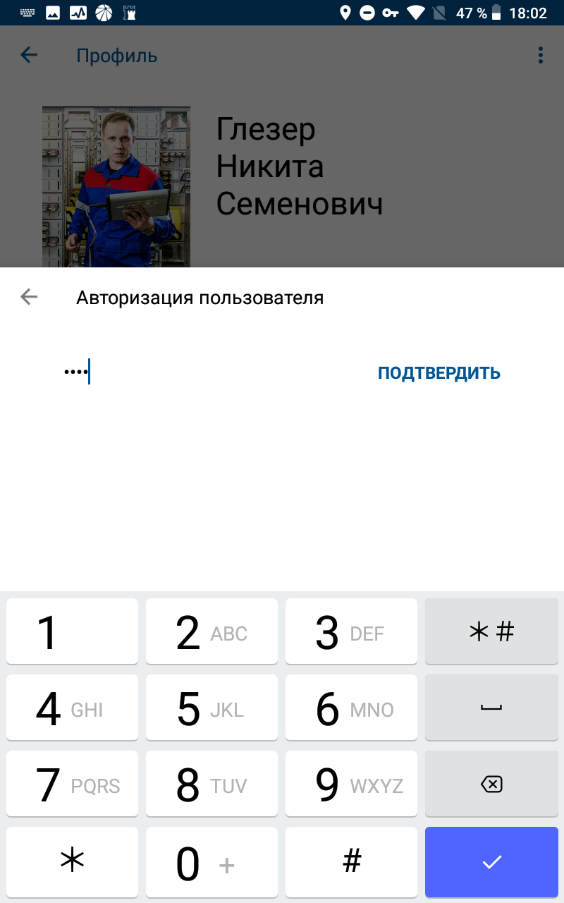 47 % 18:02
Профиль
Глезер
Никита
Семенович
Авторизация пользователя
•••• ПОДТВЕРДИТЬ
1 2 ABC 3 DEF *#
4 GHI 5 JKL 6 MNO
7 PQRS 8 TUV 9 WXYZ
* 0 + #